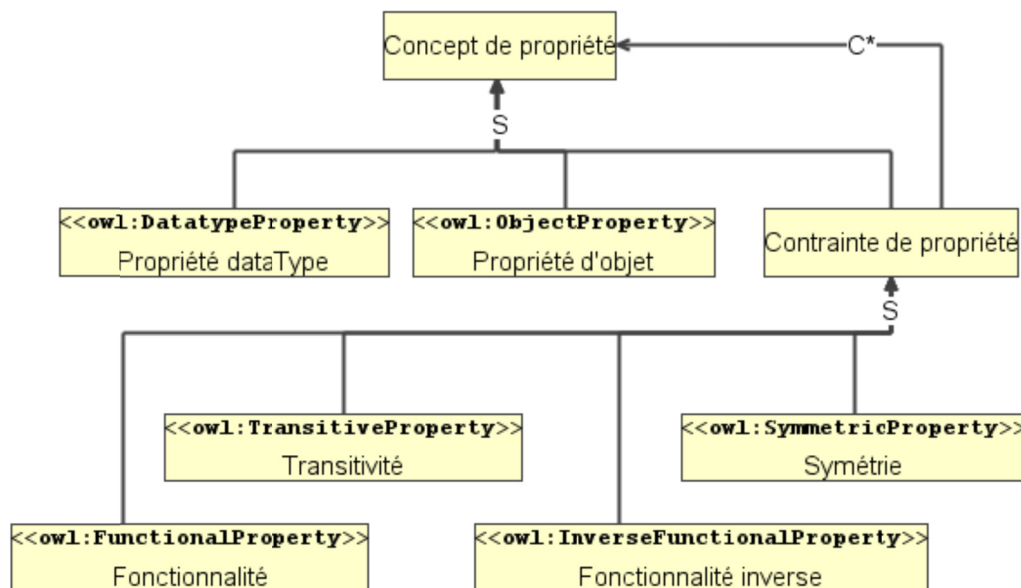 Concept de propriété
C*
S
<<owl:DatatypeProperty>>
Propriété dataType
<<owl:ObjectProperty>>
Propriété d'objet
Contrainte de propriété
S
<<owl:TransitiveProperty>>
Transitivité
<<owl:SymmetricProperty>>
Symétrie
<<owl:FunctionalProperty>>
Fonctionnalité
<<owl:InverseFunctionalProperty>>
Fonctionnalité inverse